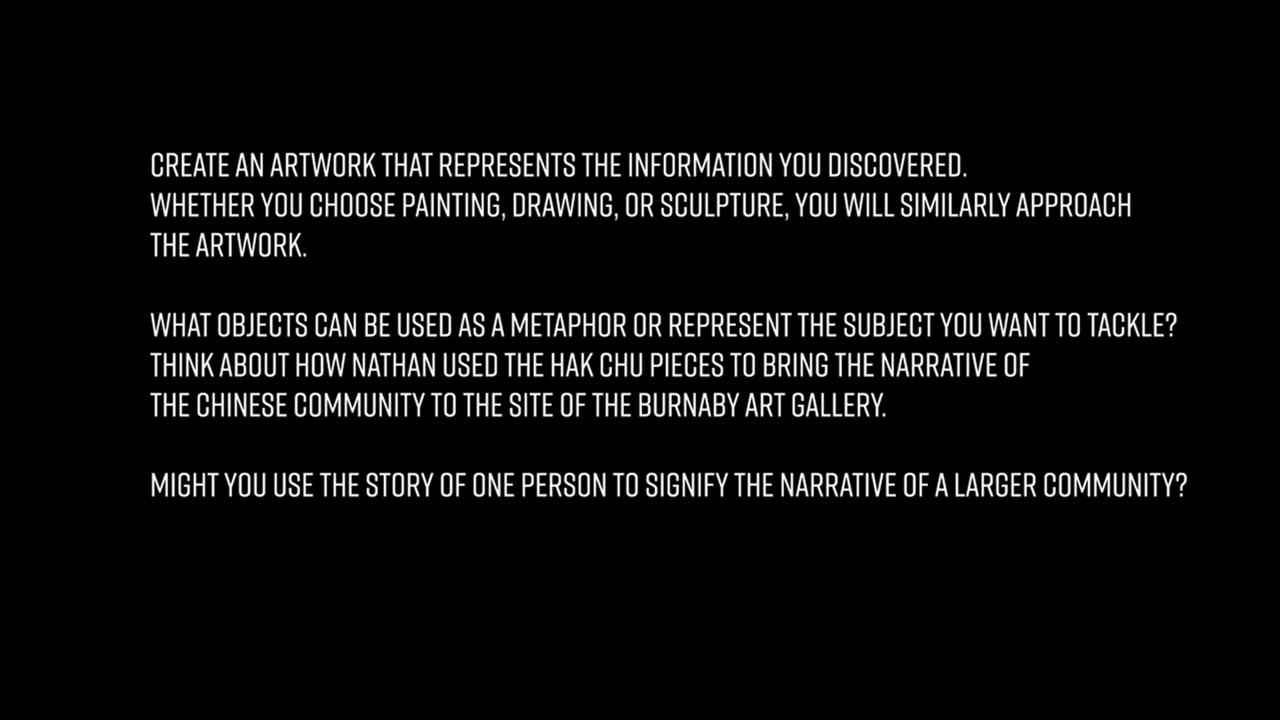 CREATE AN ARTWORK THAT REPRESENTS THE INFORMATION YOU DISCOVERED.
WHETHER YOU CHOOSE PAINTING, DRAWING, OR SCULPTURE, YOU WILL SIMILARLY APPROACH
THE ARTWORK.
WHAT OBJECTS CAN BE USED AS A METAPHOR OR REPRESENT THE SUBJECT YOU WANT TO TACKLE?
THINK ABOUT HOW NATHAN USED THE HAK CHU PIECES TO BRING THE NARRATIVE OF
THE CHINESE COMMUNITY TO THE SITE OF THE BURNABY ART GALLERY.
MIGHT YOU USE THE STORY OF ONE PERSON TO SIGNIFY THE NARRATIVE OF A LARGER COMMUNITY?